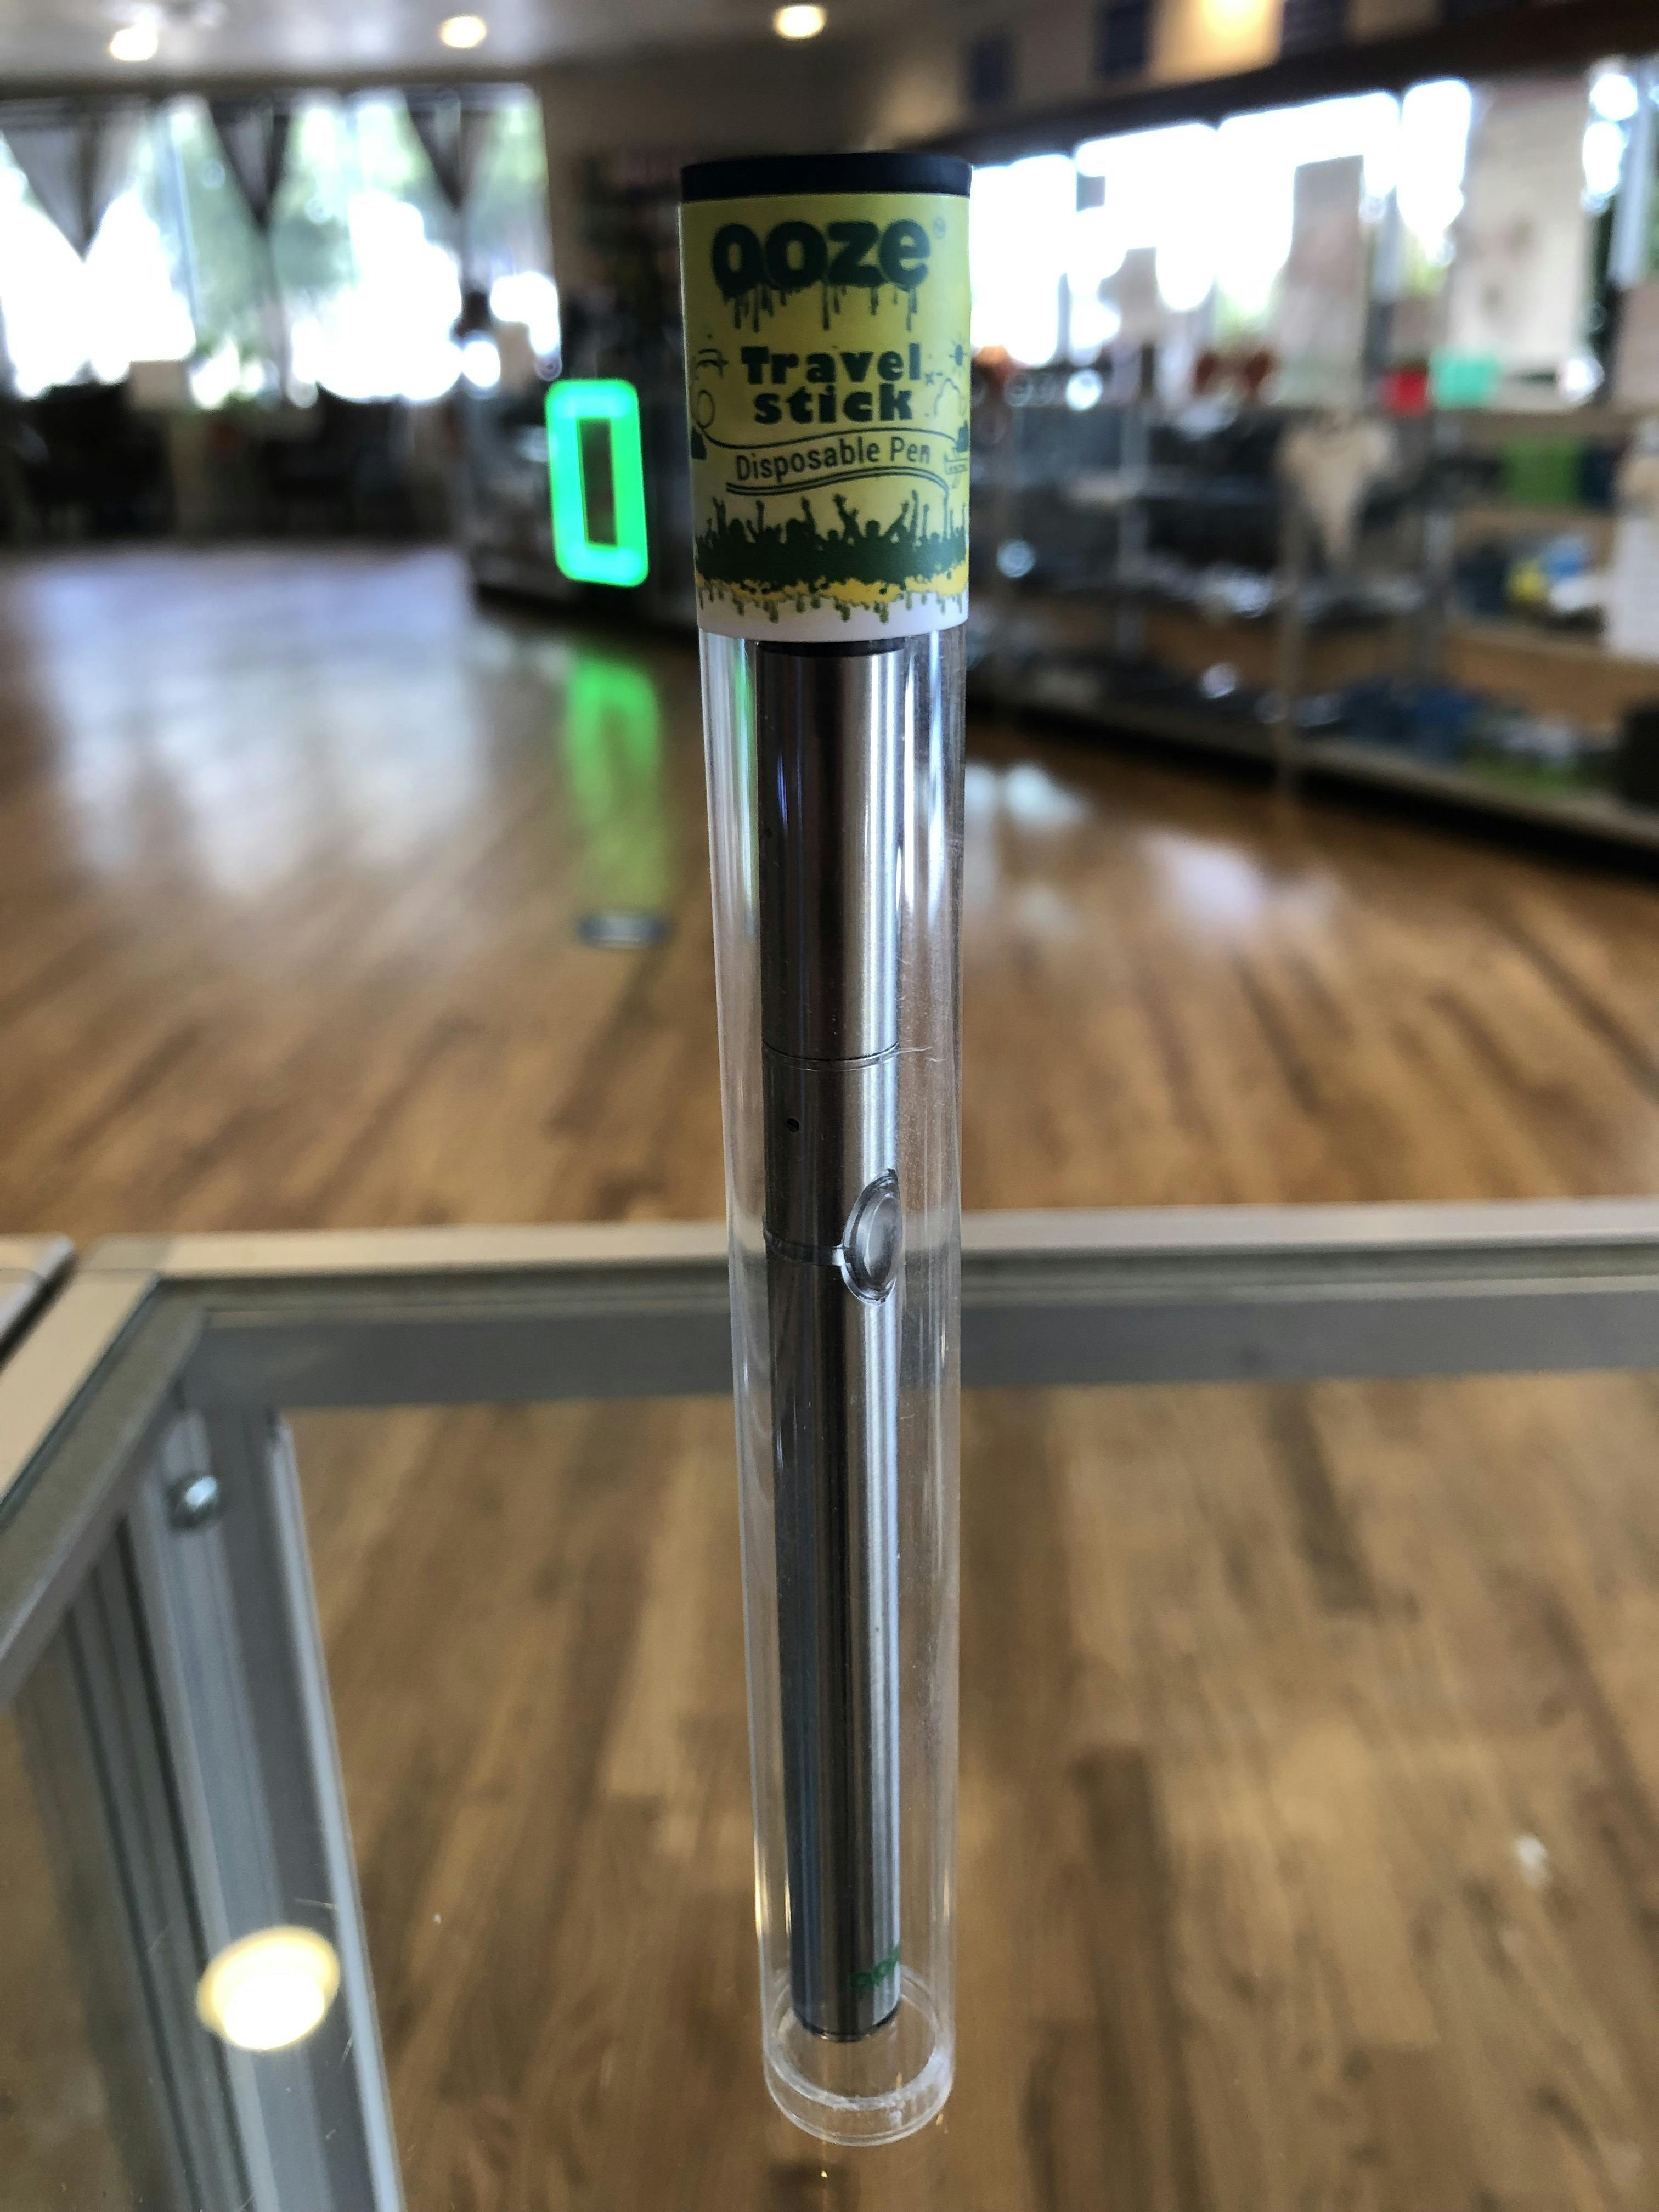 ooze®
Travel
stick
Disposable Pen